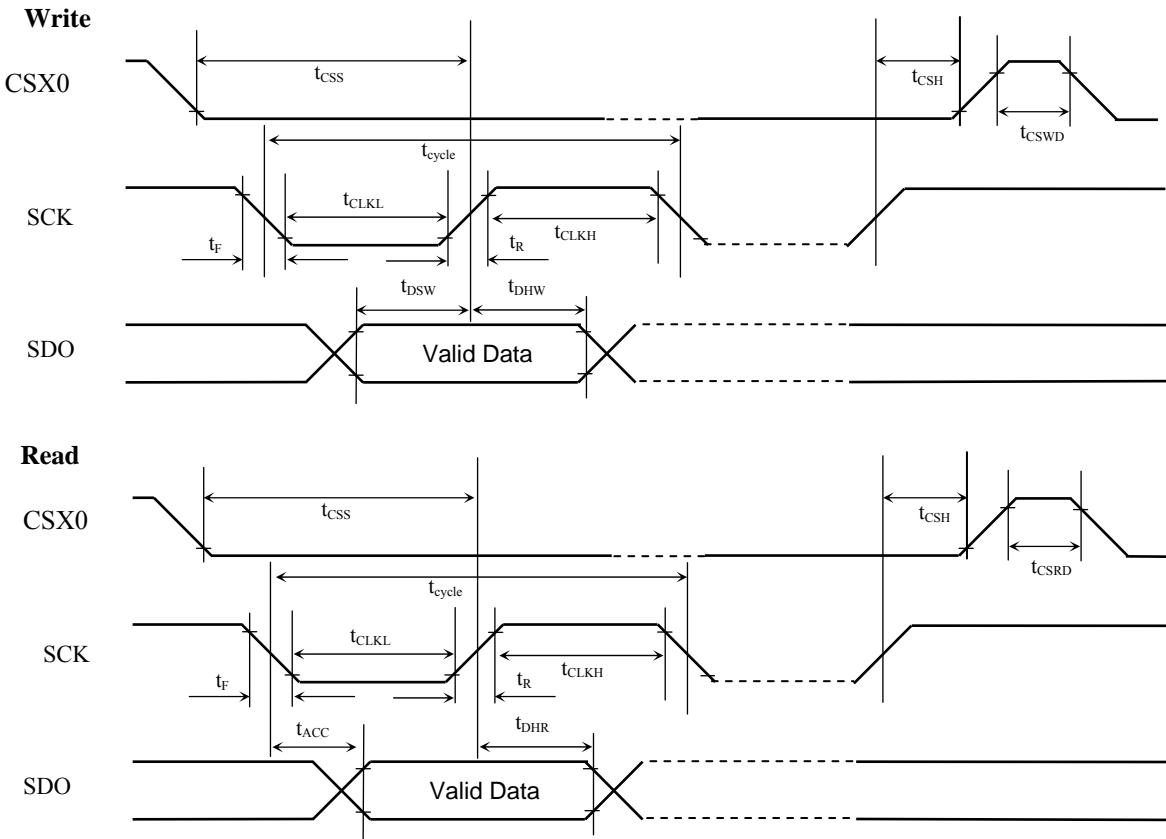 Write
CSX0
tCSS
tCSH
tCSWD
tcycle
SCK
tCLKL
tCLKH
tF
tR
tDSW
tDHW
SDO
Valid Data
Read
CSX0
tCSS
tCSH
tCSRD
tcycle
SCK
tCLKL
tCLKH
tF
tR
tACC
tDHR
SDO
Valid Data